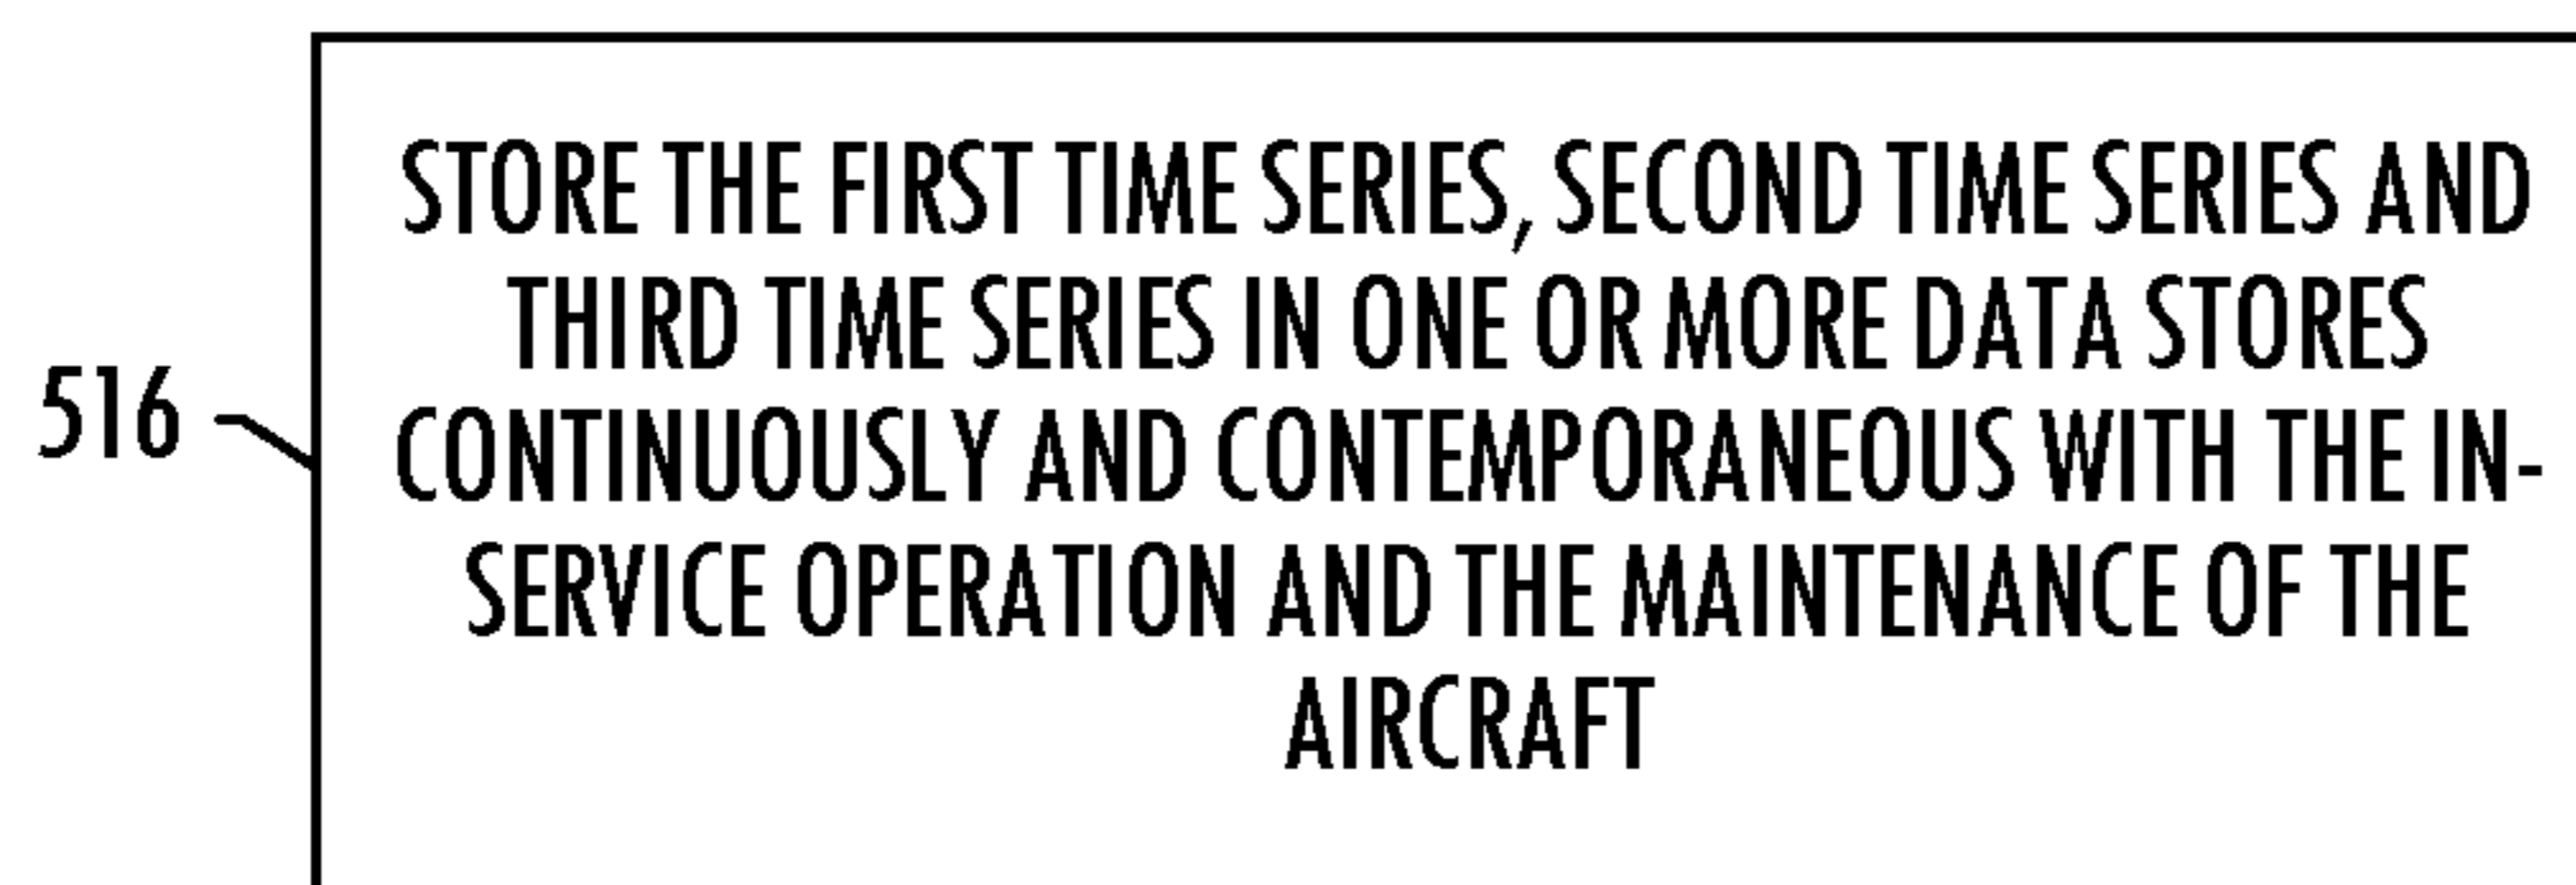 STORE THE FIRST TIME SERIES, SECOND TIME SERIES AND
THIRD TIME SERIES IN ONE OR MORE DATA STORES
516
CONTINUOUSLY AND CONTEMPORANEOUS WITH THE IN-
SERVICE OPERATION AND THE MAINTENANCE OF THE
AIRCRAFT